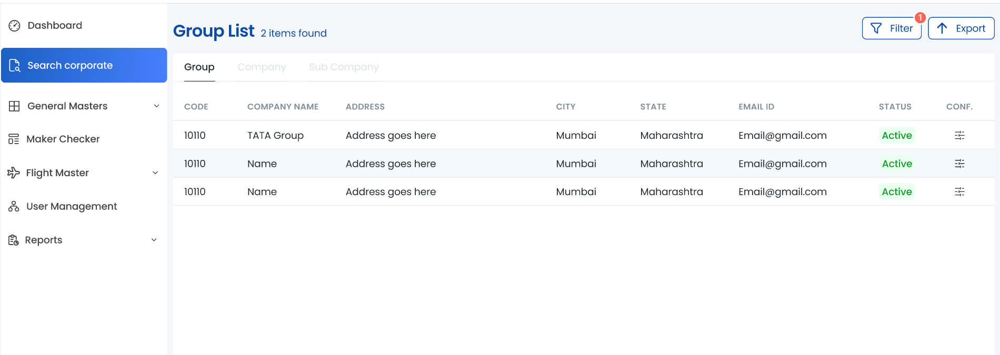 Dashboard
Search corporate
General Masters
Maker Checker
Flight Master
User Management
Reports
Group List 2 items found
Filter 1
Export
Group Company Sub Company
CODE COMPANY NAME ADDRESS CITY STATE EMAIL ID STATUS CONF.
10110 TATA Group Address goes here Mumbai Maharashtra Email@gmail.com Active
10110 Name Address goes here Mumbai Maharashtra Email@gmail.com Active
10110 Name Address goes here Mumbai Maharashtra Email@gmail.com Active